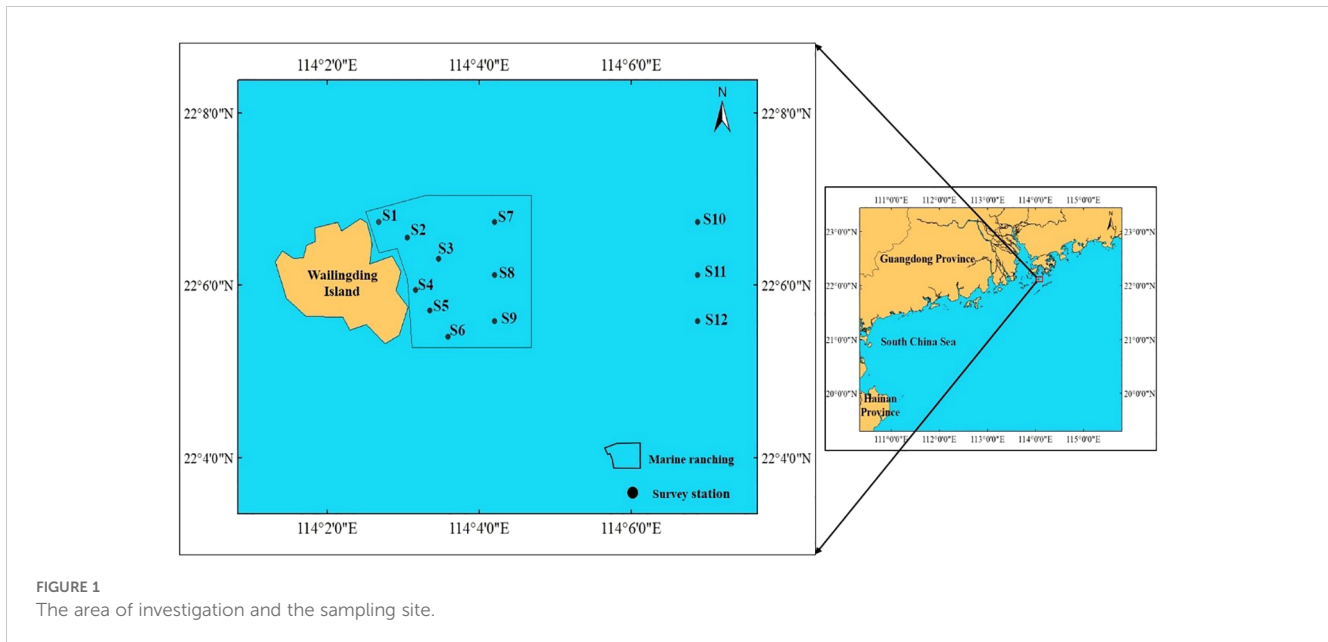 114°2'0"E 114°4'0"E 114°6'0"E
N
22°8'0"N 22°8'0"N
S1 S7 S10
S2
S3
Wailingding
Island
S8 S11
22°6'0"N S4 22°6'0"N
S5
S9 S12
S6
Marine ranching
22°4'0"N 22°4'0"N
Survey station
114°2'0"E 114°4'0"E 114°6'0"E
111°0'0"E 112°0'0"E 113°0'0"E 114°0'0"E 115°0'0"E
N
23°0'0"N 23°0'0"N
Guangdong Province
22°0'0"N 22°0'0"N
21°0'0"N South China Sea 21°0'0"N
20°0'0"N 20°0'0"N
Hainan
Province
111°0'0"E 112°0'0"E 113°0'0"E 114°0'0"E 115°0'0"E
FIGURE 1
The area of investigation and the sampling site.